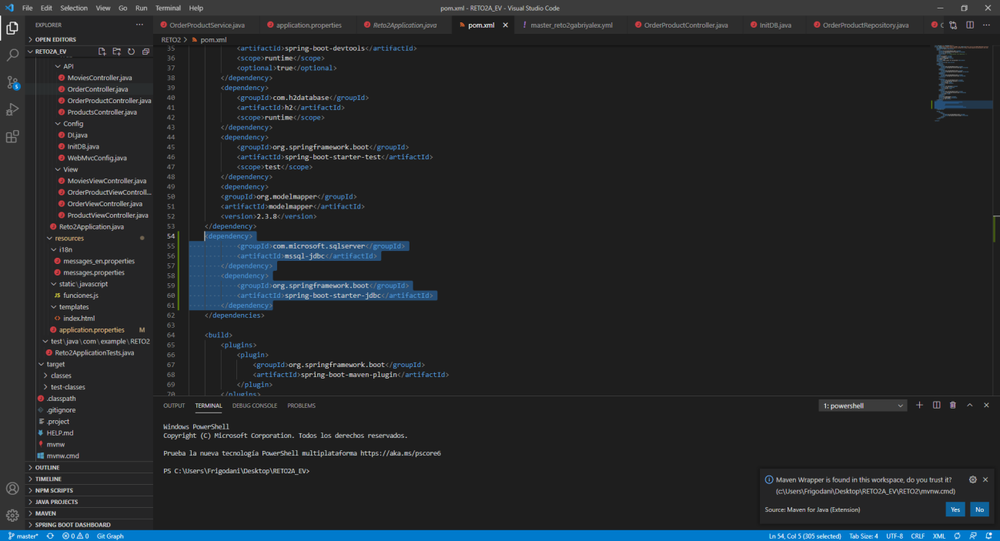 File Edit Selection View Go Run Terminal Help
pom.xml - RETO2A_EV - Visual Studio Code
EXPLORER
OPEN EDITORS
RETO2A_EV
API
MoviesController.java
OrderController.java
OrderProductController.java
ProductsController.java
Config
DI.java
InitDB.java
WebMvcConfig.java
View
MoviesViewController.java
OrderProductViewControll...
OrderViewController.java
ProductViewController.java
Reto2Application.java
resources
i18n
messages_en.properties
messages.properties
static\javascript
JS funciones.js
templates
<> index.html
application.properties M
test\java\com\example\RETO2
Reto2ApplicationTests.java
target
classes
test-classes
.classpath
.gitignore
.project
HELP.md
mvnw
mvnw.cmd
OUTLINE
TIMELINE
NPM SCRIPTS
JAVA PROJECTS
MAVEN
SPRING BOOT DASHBOARD
OrderProductService.java
application.properties
Reto2Application.java
pom.xml
! master_reto2gabriyalex.yml
OrderProductController.java
InitDB.java
OrderProductRepository.java
RETO2 > pom.xml
35 <artifactId>spring-boot-devtools</artifactId>
36 <scope>runtime</scope>
37 <optional>true</optional>
38 </dependency>
39 <dependency>
40 <groupId>com.h2database</groupId>
41 <artifactId>h2</artifactId>
42 <scope>runtime</scope>
43 </dependency>
44 <dependency>
45 <groupId>org.springframework.boot</groupId>
46 <artifactId>spring-boot-starter-test</artifactId>
47 <scope>test</scope>
48 </dependency>
49 <dependency>
50 <groupId>org.modelmapper</groupId>
51 <artifactId>modelmapper</artifactId>
52 <version>2.3.8</version>
53 </dependency>
54 <dependency>
55 <groupId>com.microsoft.sqlserver</groupId>
56 <artifactId>mssql-jdbc</artifactId>
57 </dependency>
58 <dependency>
59 <groupId>org.springframework.boot</groupId>
60 <artifactId>spring-boot-starter-jdbc</artifactId>
61 </dependency>
62 </dependencies>
63
64 <build>
65 <plugins>
66 <plugin>
67 <groupId>org.springframework.boot</groupId>
68 <artifactId>spring-boot-maven-plugin</artifactId>
69 </plugin>
70 </plugins>
OUTPUT TERMINAL DEBUG CONSOLE PROBLEMS
1: powershell
Windows PowerShell
Copyright (C) Microsoft Corporation. Todos los derechos reservados.
Prueba la nueva tecnología PowerShell multiplataforma https://aka.ms/pscore6
PS C:\Users\Frigodani\Desktop\RETO2A_EV>
Maven Wrapper is found in this workspace, do you trust it?
(c:\Users\Frigodani\Desktop\RETO2A_EV\RETO2\mvnw.cmd)
Source: Maven for Java (Extension)
Yes No
master* 0 0 Git Graph
Ln 54, Col 5 (305 selected) Tab Size: 4 UTF-8 CRLF XML